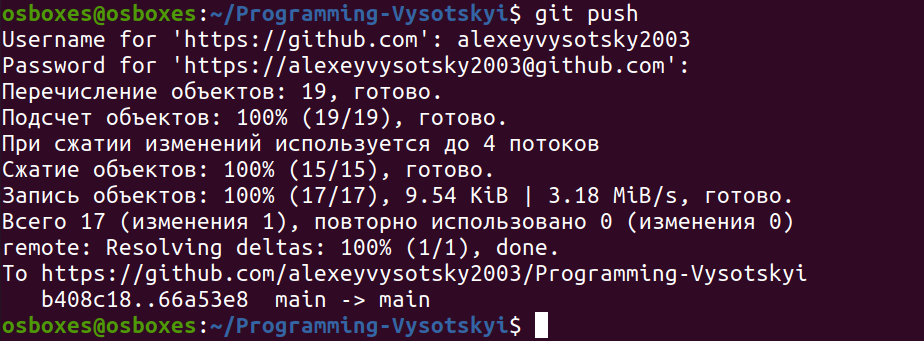 osboxes@osboxes:~/Programming-Vysotskyi$ git push
Username for 'https://github.com': alexeyvysotsky2003
Password for 'https://alexeyvysotsky2003@github.com':
Перечисление объектов: 19, готово.
Подсчет объектов: 100% (19/19), готово.
При сжатии изменений используется до 4 потоков
Сжатие объектов: 100% (15/15), готово.
Запись объектов: 100% (17/17), 9.54 KiB | 3.18 MiB/s, готово.
Всего 17 (изменения 1), повторно использовано 0 (изменения 0)
remote: Resolving deltas: 100% (1/1), done.
To https://github.com/alexeyvysotsky2003/Programming-Vysotskyi
   b408c18..66a53e8  main -> main
osboxes@osboxes:~/Programming-Vysotskyi$